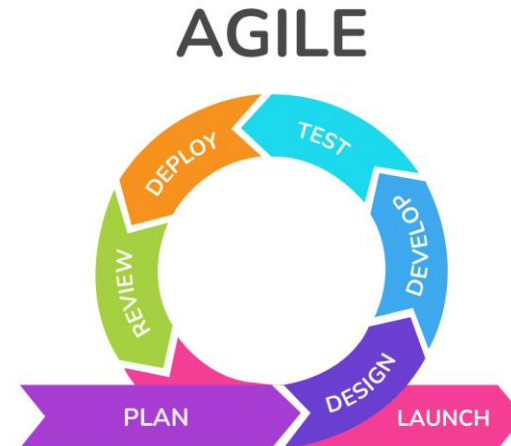 AGILE
TEST
DEPLOY
DEVELOP
REVIEW
DESIGN
PLAN
LAUNCH